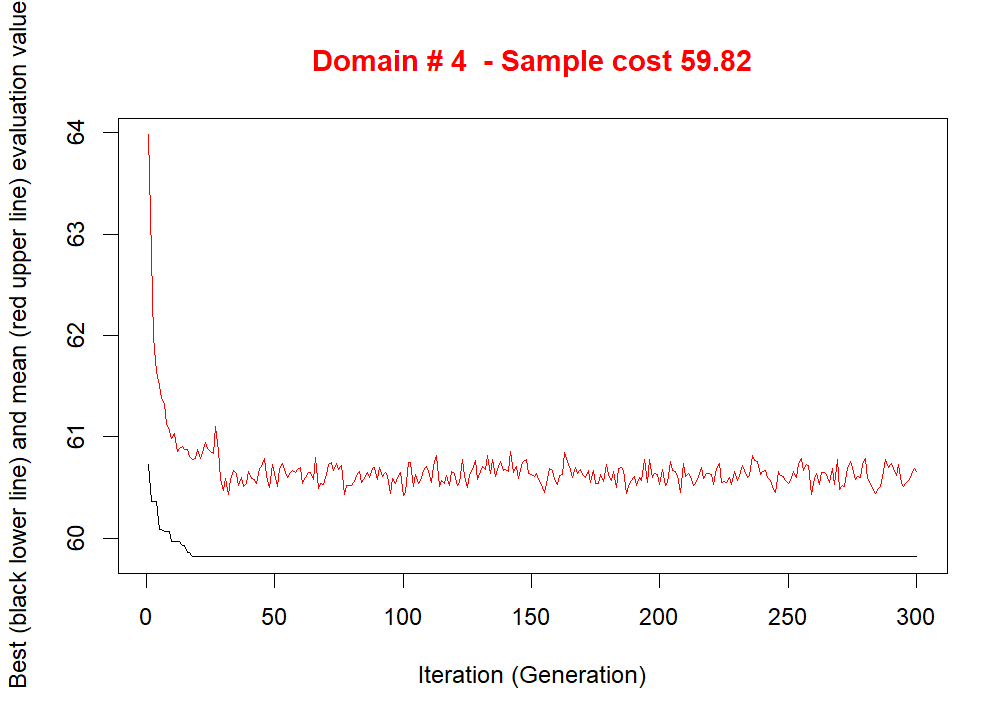 Domain # 4  - Sample cost 59.82
Best (black lower line) and mean (red upper line) evaluation value
64
63
62
61
60
0 50 100 150 200 250 300
Iteration (Generation)